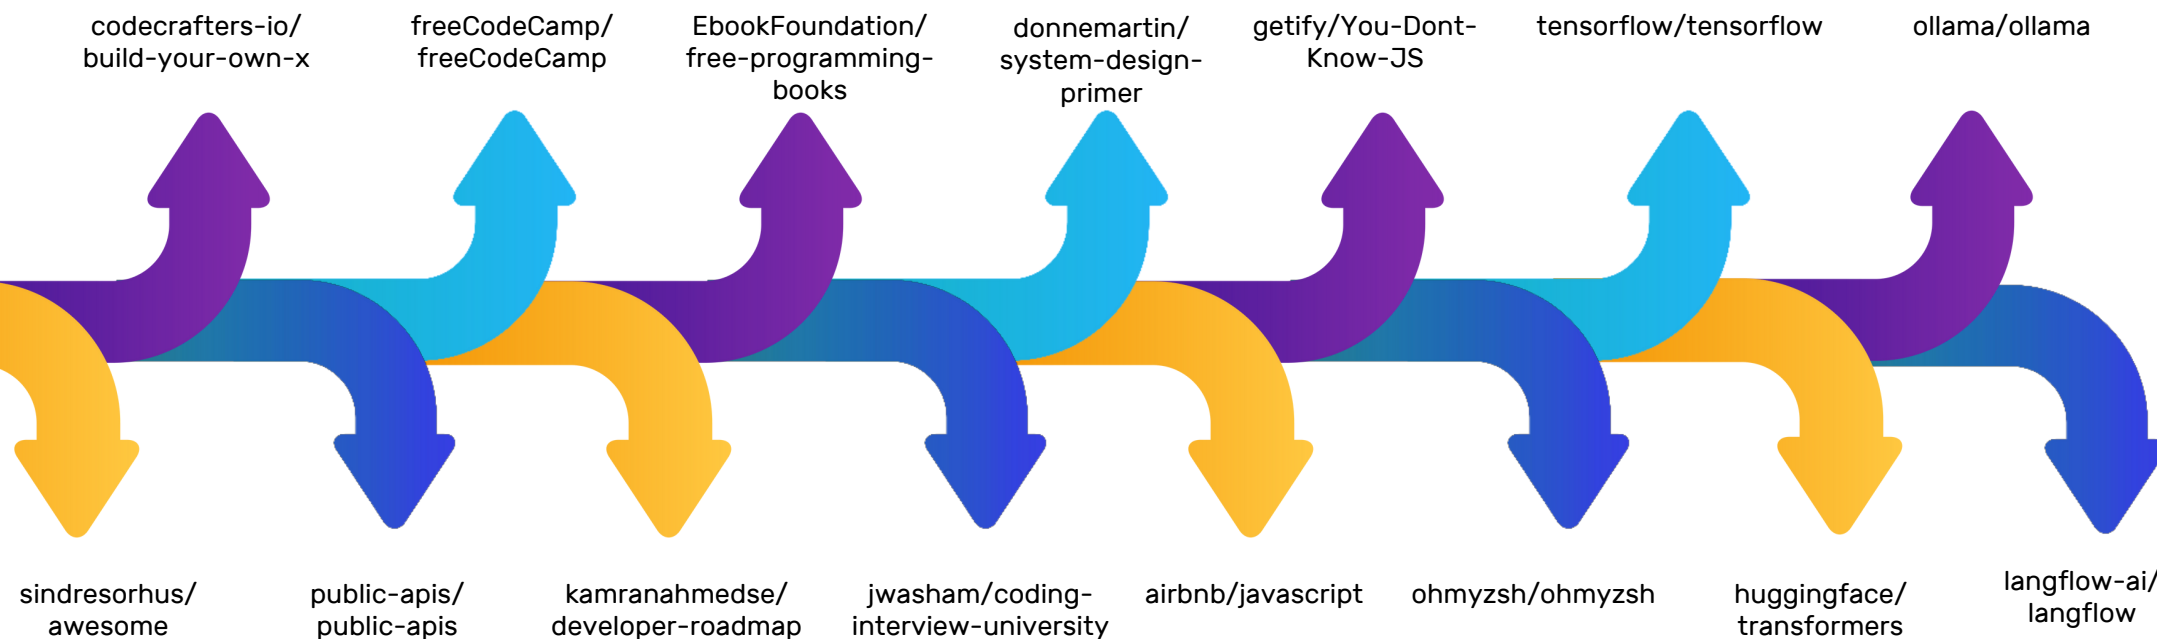 codecrafters-io/
build-your-own-x
freeCodeCamp/
freeCodeCamp
EbookFoundation/
free-programming-
books
donnemartin/
system-design-
primer
getify/You-Dont-
Know-JS
tensorflow/tensorflow
ollama/ollama
sindresorhus/
awesome
public-apis/
public-apis
kamranahmedse/
developer-roadmap
jwasham/coding-
interview-university
airbnb/javascript
ohmyzsh/ohmyzsh
huggingface/
transformers
langflow-ai/
langflow